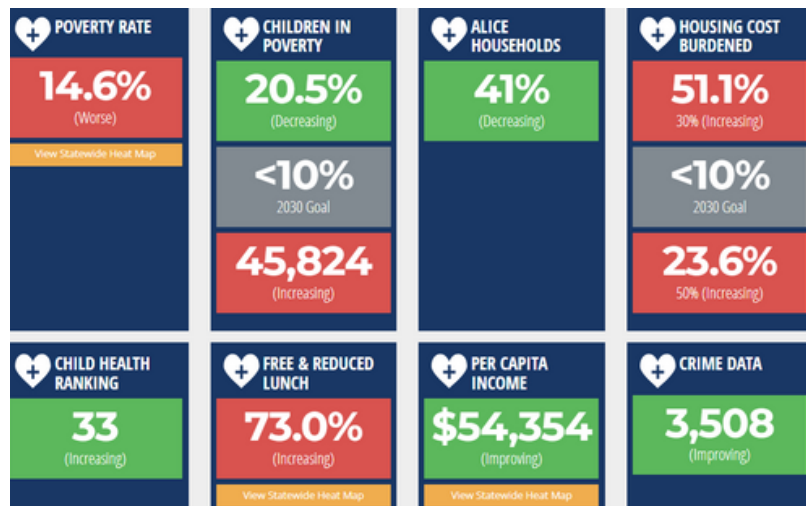 POVERTY RATE
14.6%
(Worse)
View Statewide Heat Map
CHILDREN IN
POVERTY
20.5%
(Decreasing)
<10%
2030 Goal
45,824
(Increasing)
ALICE
HOUSEHOLDS
41%
(Decreasing)
HOUSING COST
BURDENED
51.1%
30% (Increasing)
<10%
2030 Goal
23.6%
50% (Increasing)
CHILD HEALTH
RANKING
33
(Increasing)
FREE & REDUCED
LUNCH
73.0%
(Increasing)
View Statewide Heat Map
PER CAPITA
INCOME
$54,354
(Improving)
View Statewide Heat Map
CRIME DATA
3,508
(Improving)